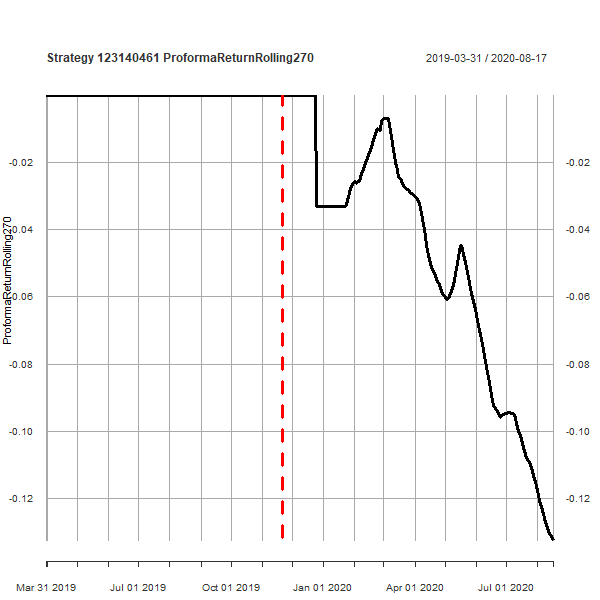 Strategy 123140461 ProformaReturnRolling270
2019-03-31 / 2020-08-17
-0.02
-0.04
-0.06
-0.08
-0.10
-0.12
ProformaReturnRolling270
-0.02
-0.04
-0.06
-0.08
-0.10
-0.12
Mar 31 2019
Jul 01 2019
Oct 01 2019
Jan 01 2020
Apr 01 2020
Jul 01 2020